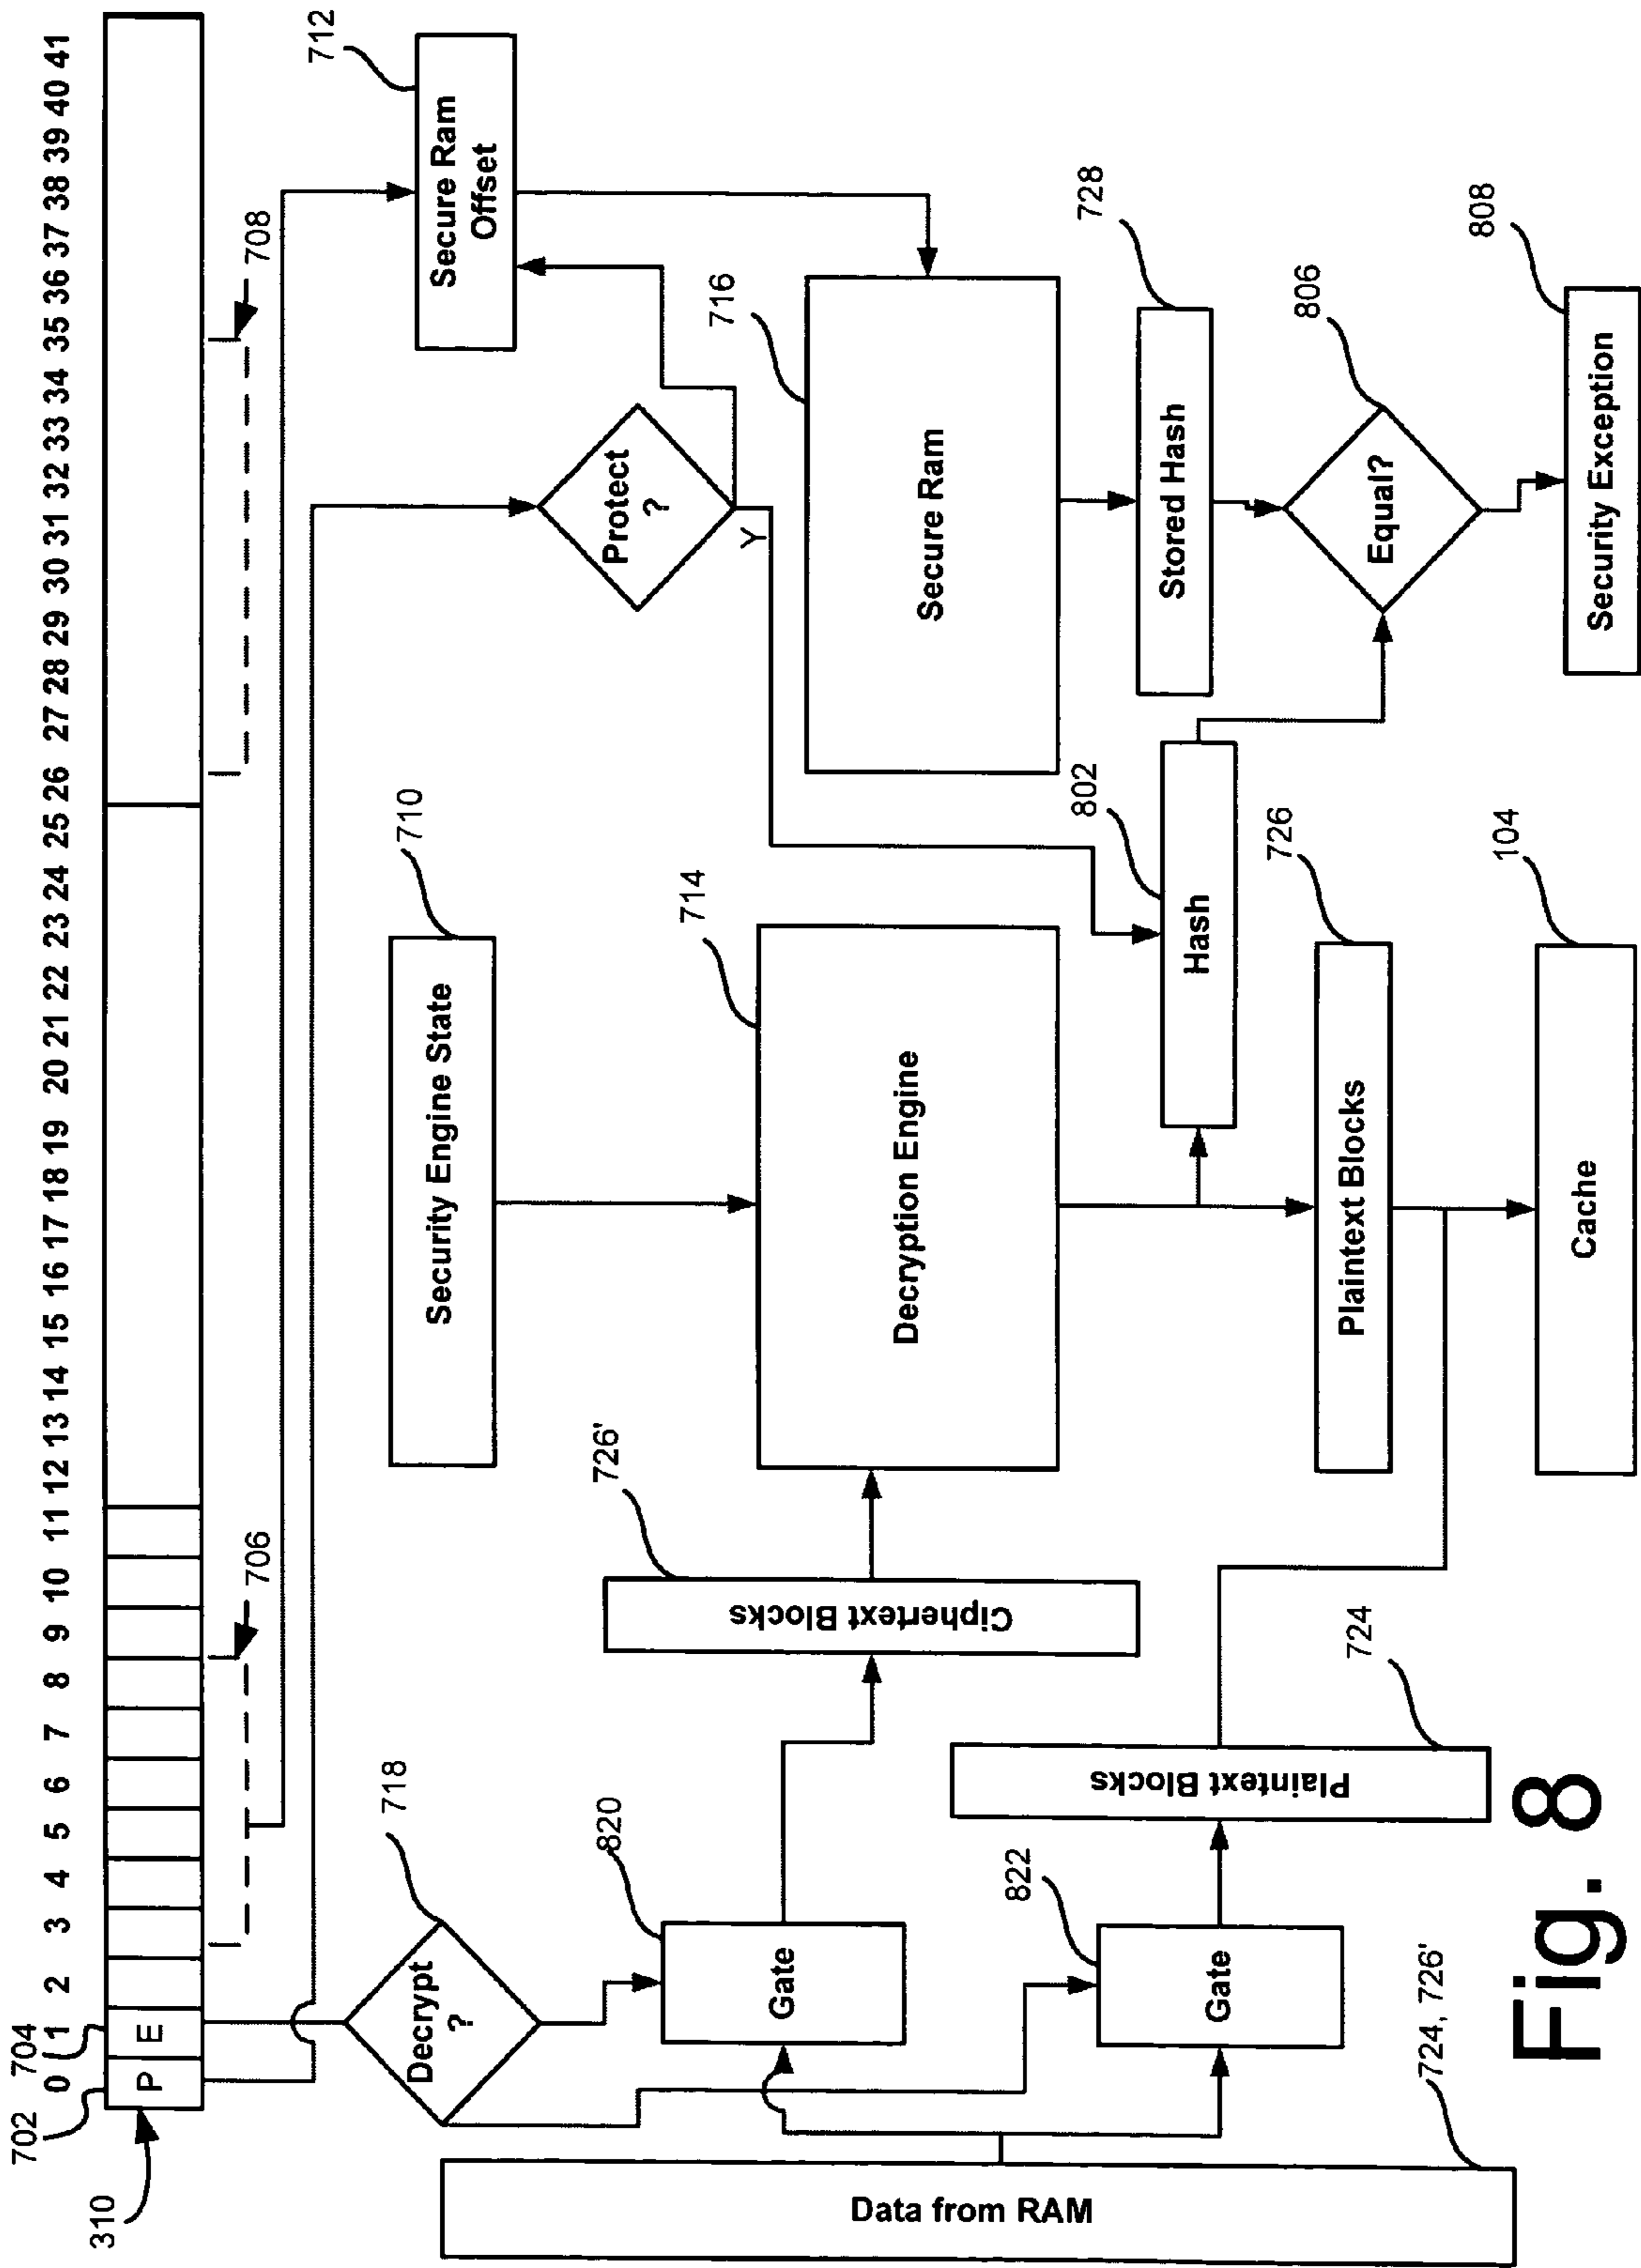 0 1 2 3 4 5 6 7 8 9 10 11 12 13 14 15 16 17 18 19 20 21 22 23 24 25 26 27 28 29 30 31 32 33 34 35 36 37 38 39 40 41
702
704
310
P
E
706
708
712
Secure Ram
Offset
Protect
?
Y
710
Security Engine State
718
Decrypt
?
820
Gate
726'
Ciphertext Blocks
714
Decryption Engine
716
Secure Ram
822
Gate
724
Plaintext Blocks
802
Hash
728
Stored Hash
726
Plaintext Blocks
806
Equal?
104
Cache
808
Security Exception
Data from RAM
724, 726'
Fig. 8